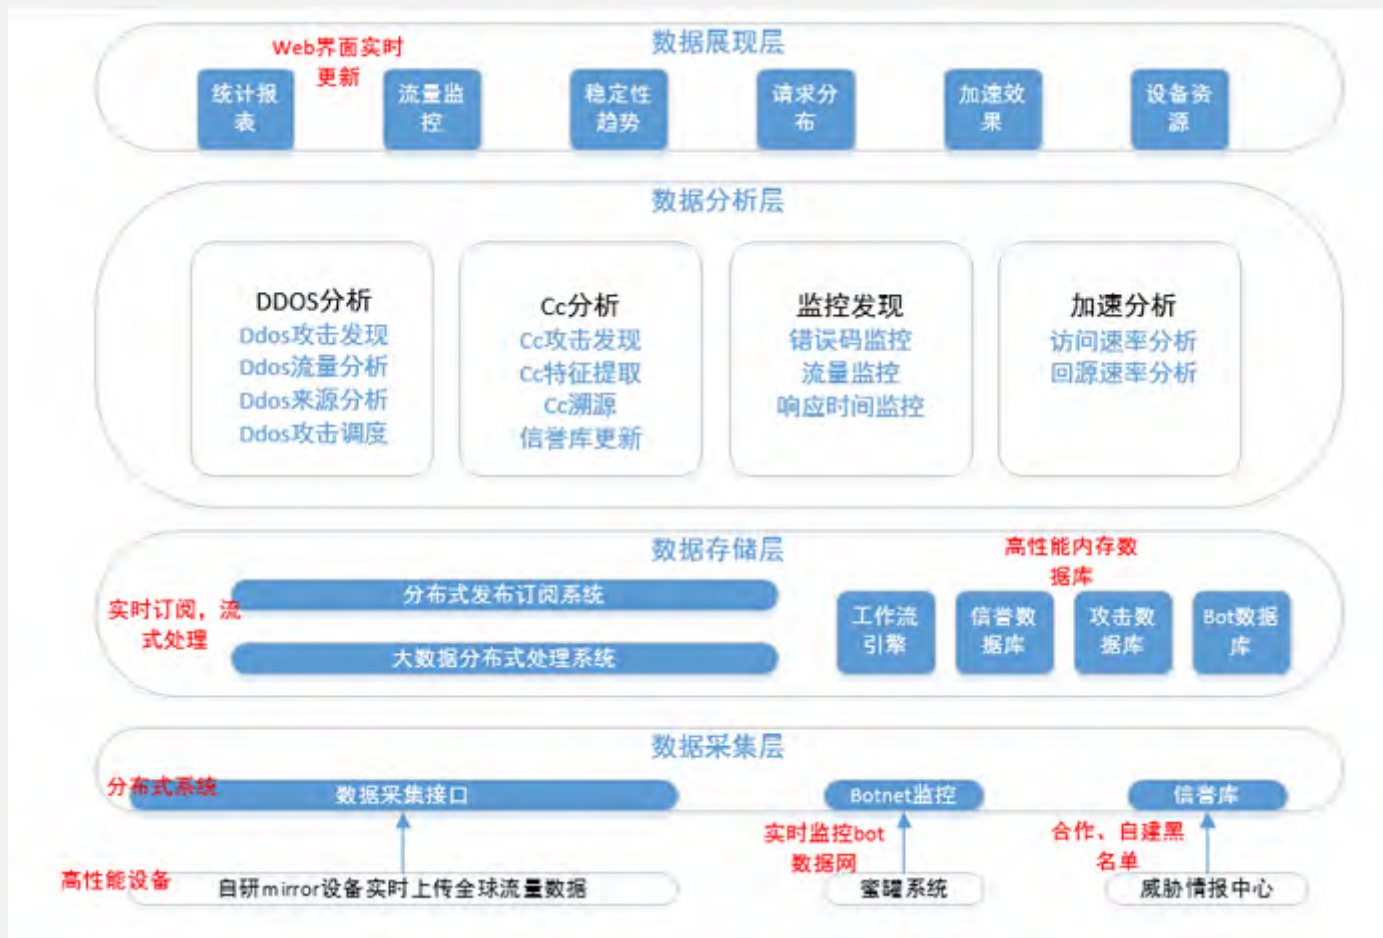 数据展现层
Web界面实时
更新
统计报
表
流量监
控
稳定性
趋势
请求分
布
加速效
果
设备资
源
数据分析层
DDOS分析
Ddos攻击发现
Ddos流量分析
Ddos来源分析
Ddos攻击调度
Cc分析
Cc攻击发现
Cc特征提取
Cc溯源
信誉库更新
监控发现
错误码监控
流量监控
响应时间监控
加速分析
访问速率分析
回源速率分析
数据存储层
高性能内存数
据库
实时订阅，流
式处理
分布式发布订阅系统
大数据分布式处理系统
工作流
引擎
信誉数
据库
攻击数
据库
Bot数据
库
数据采集层
分布式系统
数据采集接口
Botnet监控
信誉库
实时监控bot
数据网
合作、自建黑
名单
高性能设备
自研mirror设备实时上传全球流量数据
蜜罐系统
威胁情报中心